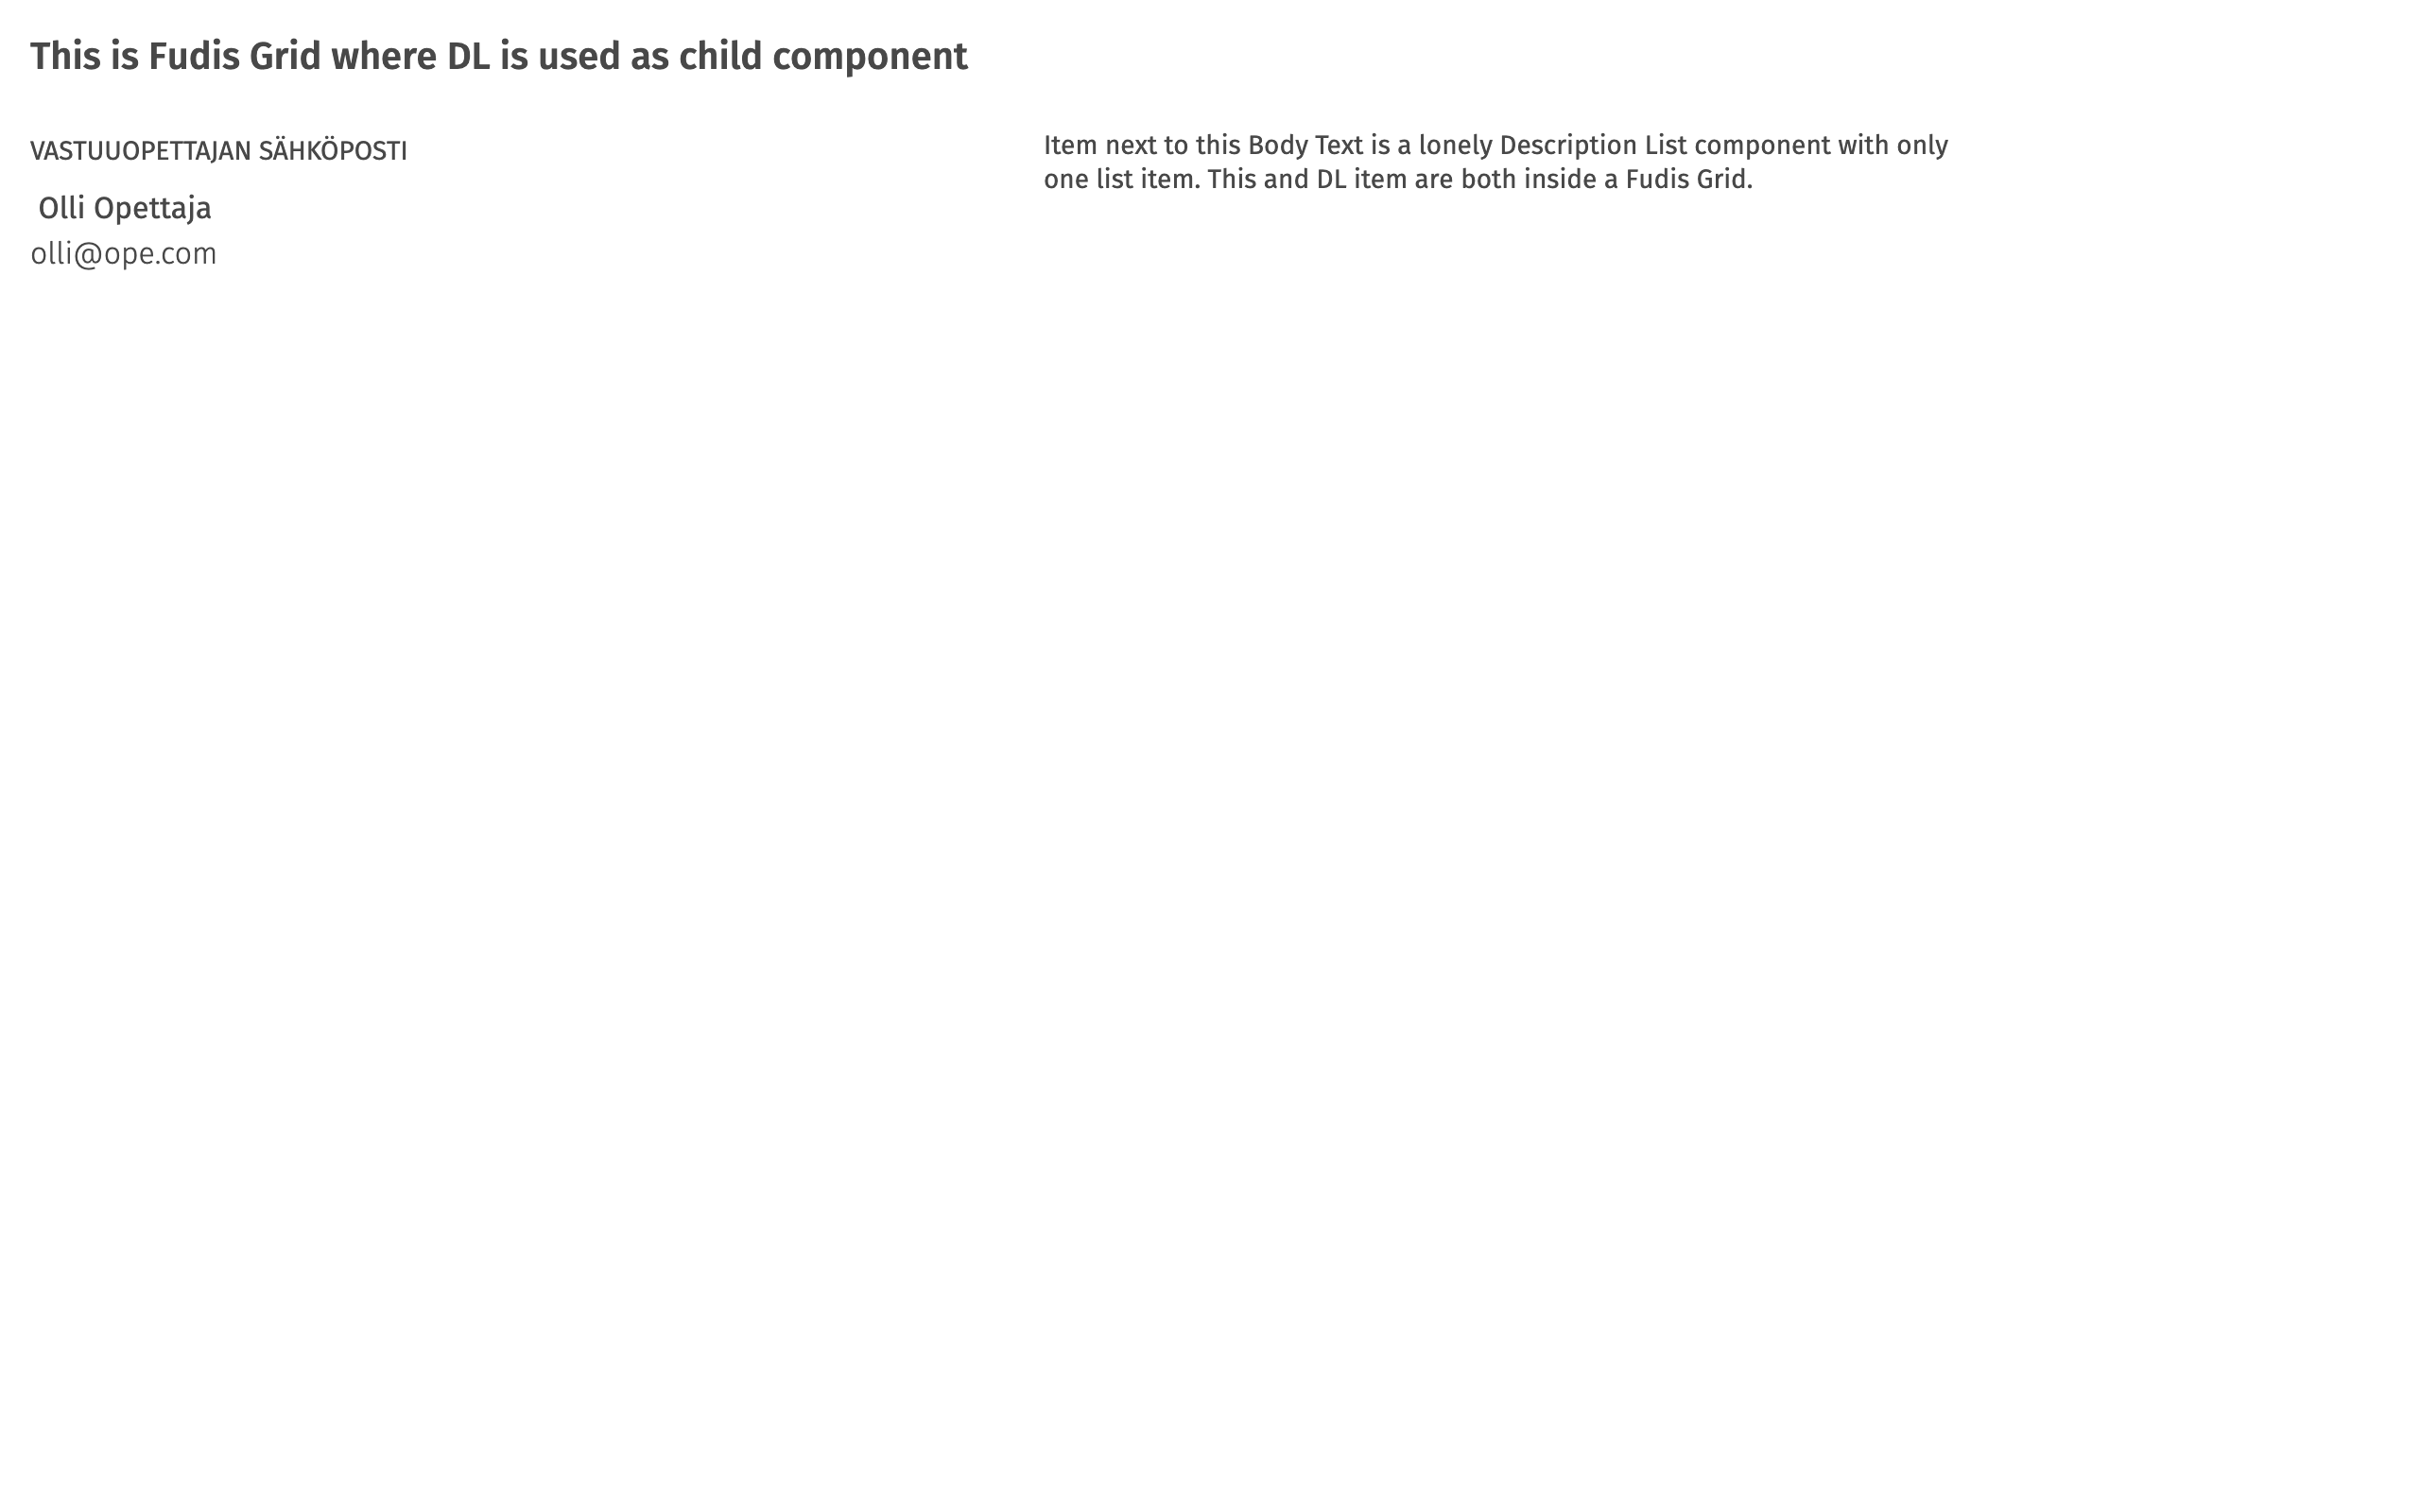 This is Fudis Grid where DL is used as child component
VASTUUOPETTAJAN SÄHKÖPOSTI
Olli Opettaja
olli@ope.com
Item next to this Body Text is a lonely Description List component with only
one list item. This and DL item are both inside a Fudis Grid.